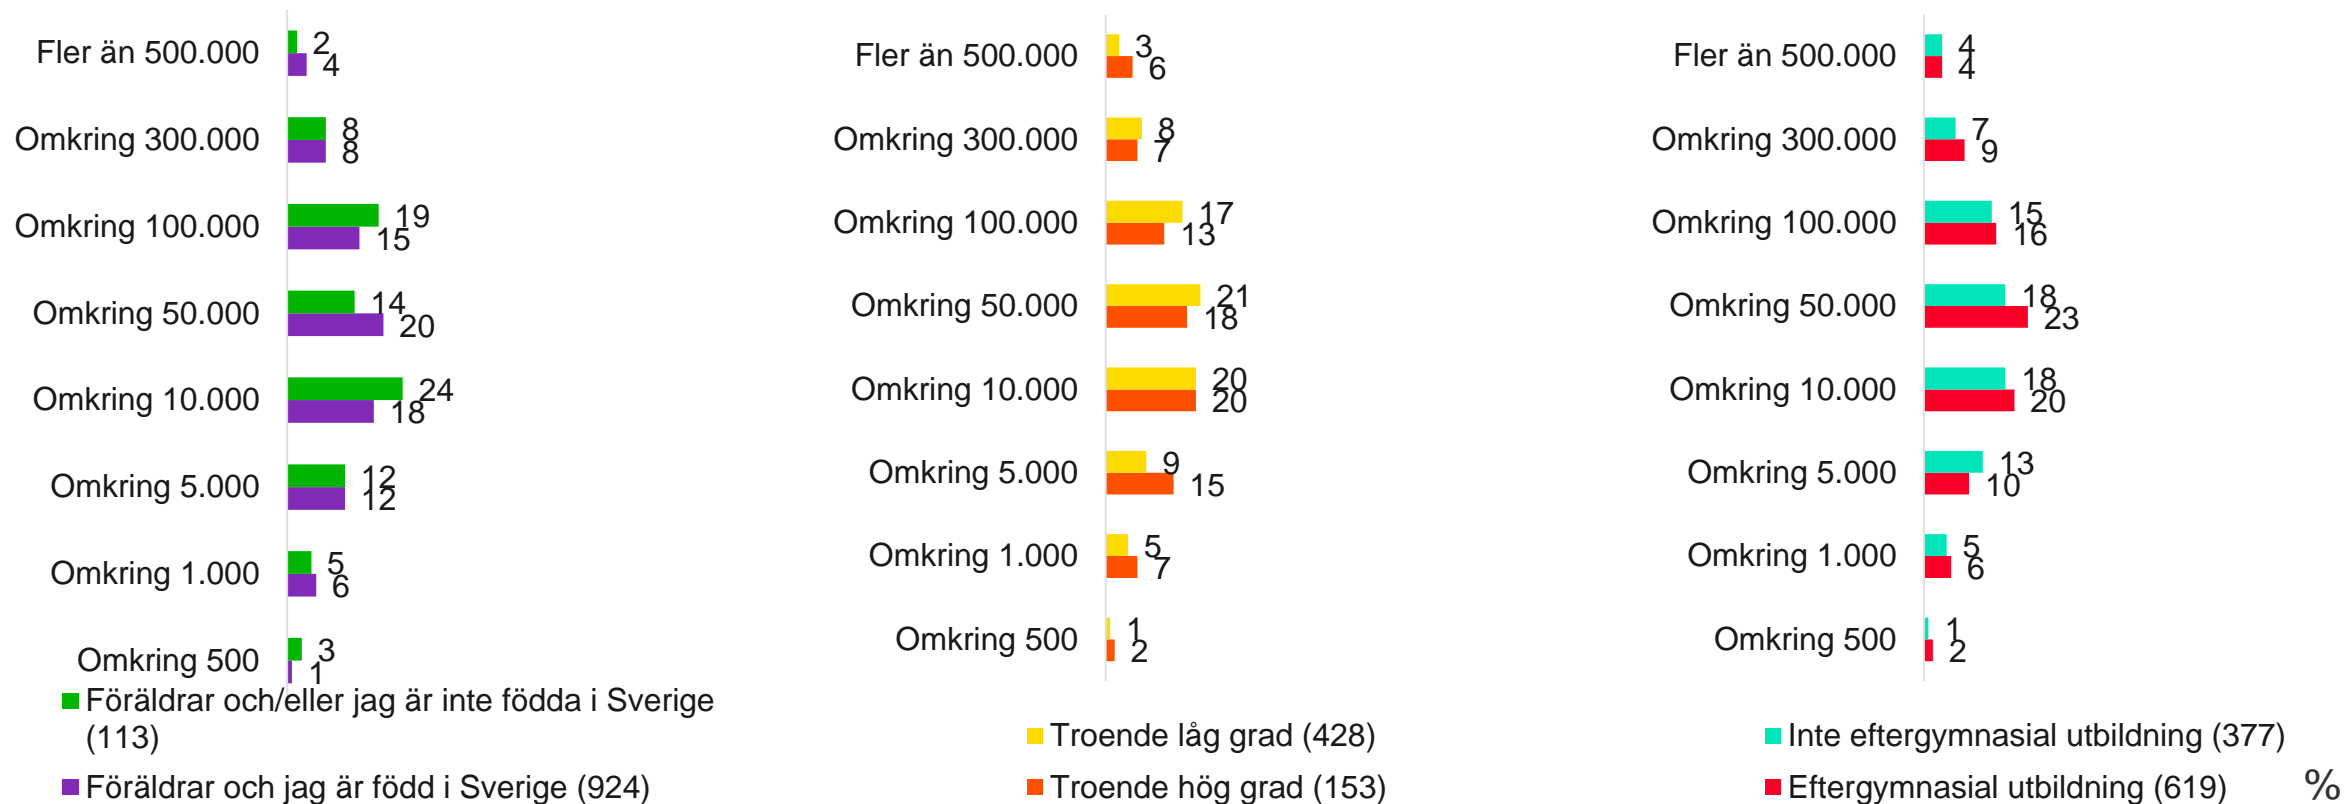 Fler än 500.000
2
4
Omkring 300.000
8
8
Omkring 100.000
19
15
Omkring 50.000
14
20
Omkring 10.000
24
18
Omkring 5.000
12
12
Omkring 1.000
5
6
Omkring 500
3
1
Föräldrar och/eller jag är inte födda i Sverige
(113)
Föräldrar och jag är född i Sverige (924)
Fler än 500.000
3
6
Omkring 300.000
8
7
Omkring 100.000
17
13
Omkring 50.000
21
18
Omkring 10.000
20
20
Omkring 5.000
9
15
Omkring 1.000
5
7
Omkring 500
1
2
Troende låg grad (428)
Troende hög grad (153)
Fler än 500.000
4
4
Omkring 300.000
7
9
Omkring 100.000
15
16
Omkring 50.000
18
23
Omkring 10.000
18
20
Omkring 5.000
13
10
Omkring 1.000
5
6
Omkring 500
1
2
Inte eftergymnasial utbildning (377)
Eftergymnasial utbildning (619)
%